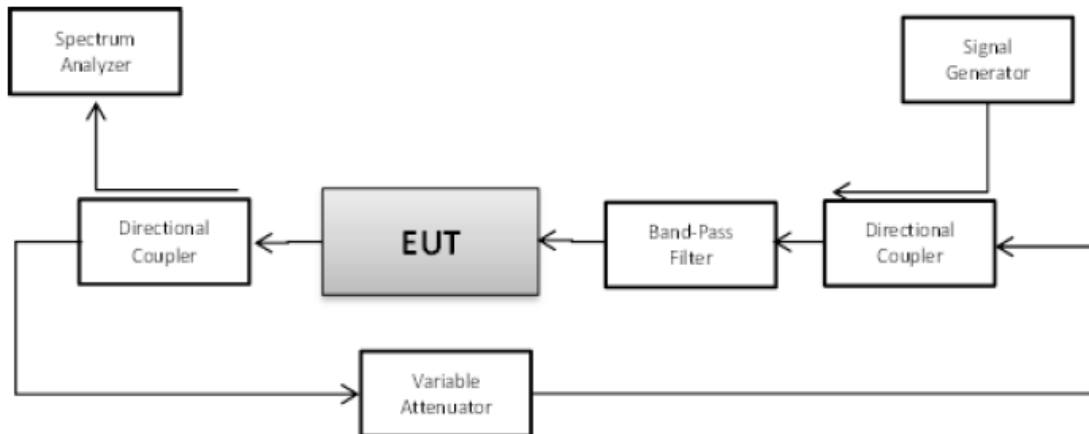 Spectrum
Analyzer
Signal
Generator
Directional
Coupler
EUT
Band-Pass
Filter
Directional
Coupler
Variable
Attenuator